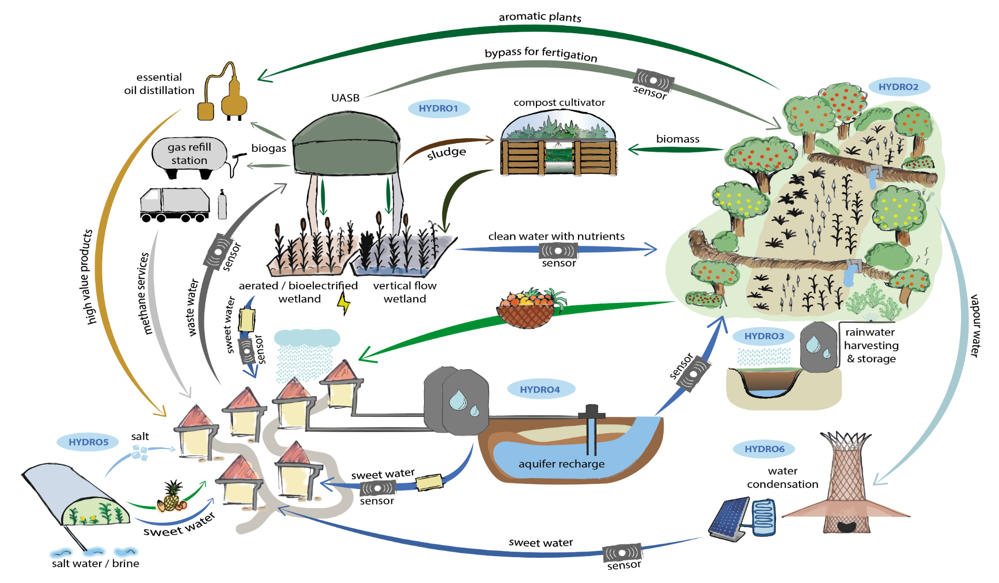 aromatic plants
bypass for fertigation
sensor
essential
oil distillation
UASB
HYDRO1
compost cultivator
HYDRO2
gas refill
station
biogas
sludge
biomass
high value products
methane services
waste water
sensor
clean water with nutrients
sensor
aerated / bioelectrified
wetland
vertical flow
wetland
sweet water
sensor
vapour water
HYDRO3
rainwater
harvesting
& storage
sensor
HYDRO4
aquifer recharge
HYDRO5
salt
sweet water
sensor
HYDRO6
water
condensation
sweet water
salt water / brine
sweet water
sensor